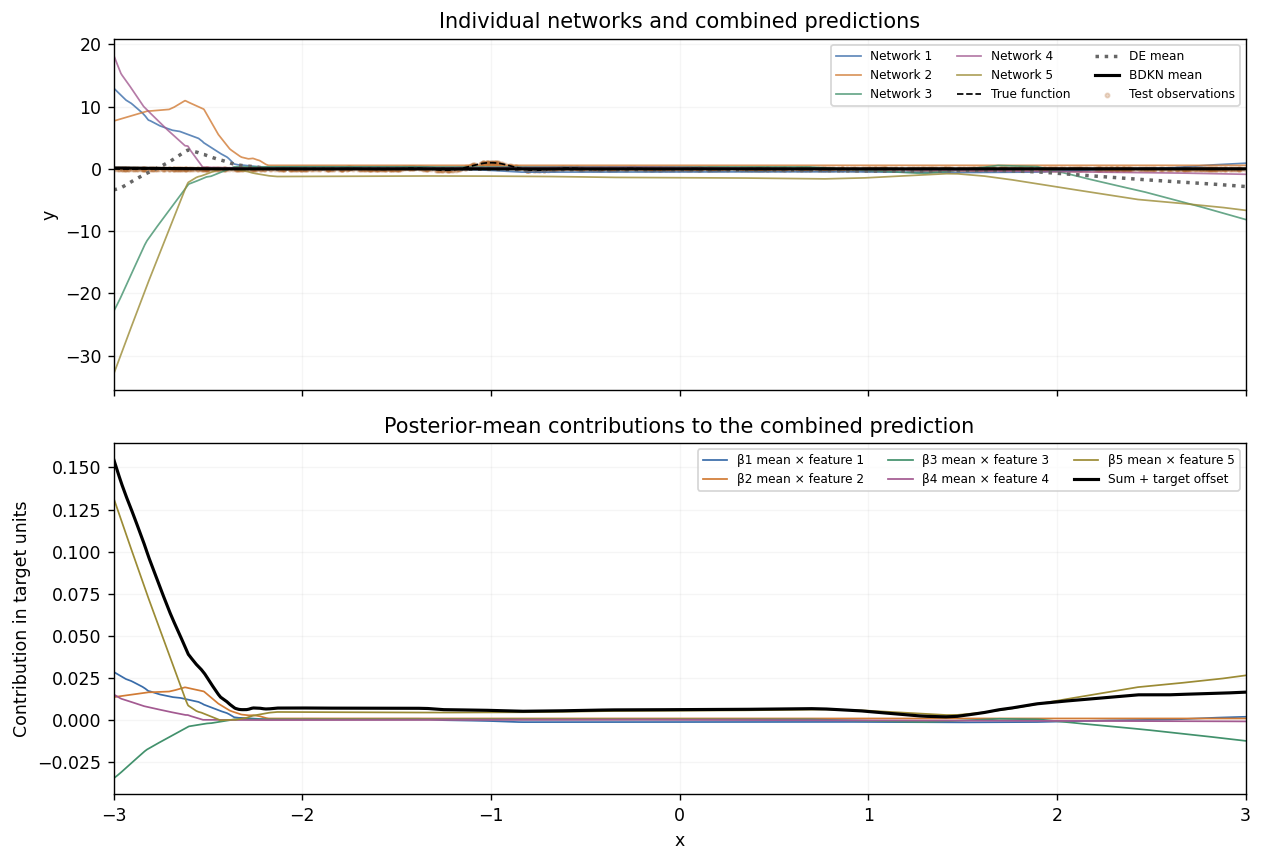 Individual networks and combined predictions
20
10
0
−10
−20
−30
y
Network 1
Network 2
Network 3
Network 4
Network 5
True function
DE mean
BDKN mean
Test observations
Posterior-mean contributions to the combined prediction
0.150
0.125
0.100
0.075
0.050
0.025
0.000
−0.025
Contribution in target units
β1 mean × feature 1
β2 mean × feature 2
β3 mean × feature 3
β4 mean × feature 4
β5 mean × feature 5
Sum + target offset
−3
−2
−1
0
1
2
3
x